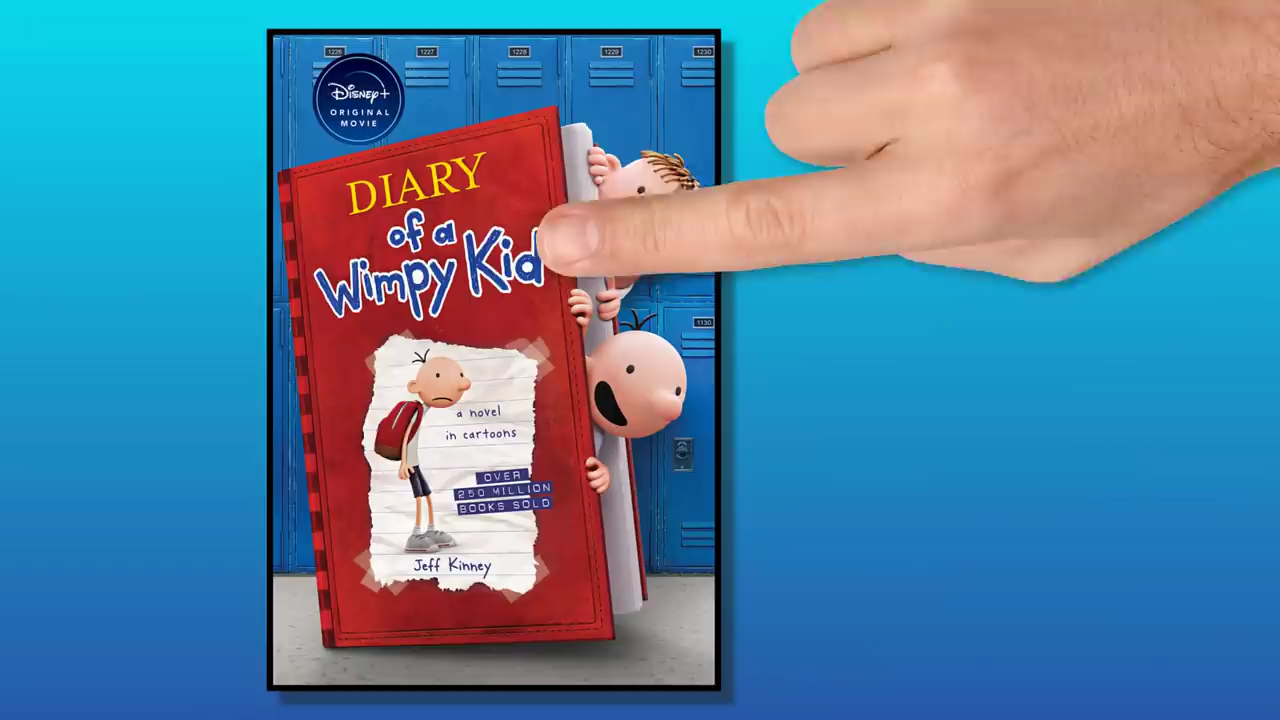 1226
1227
1228
1229
1230
Disney+
ORIGINAL
MOVIE
DIARY
of a
Wimpy Kid
1130
a novel
in cartoons
OVER
250 MILLION
BOOKS SOLD
Jeff Kinney